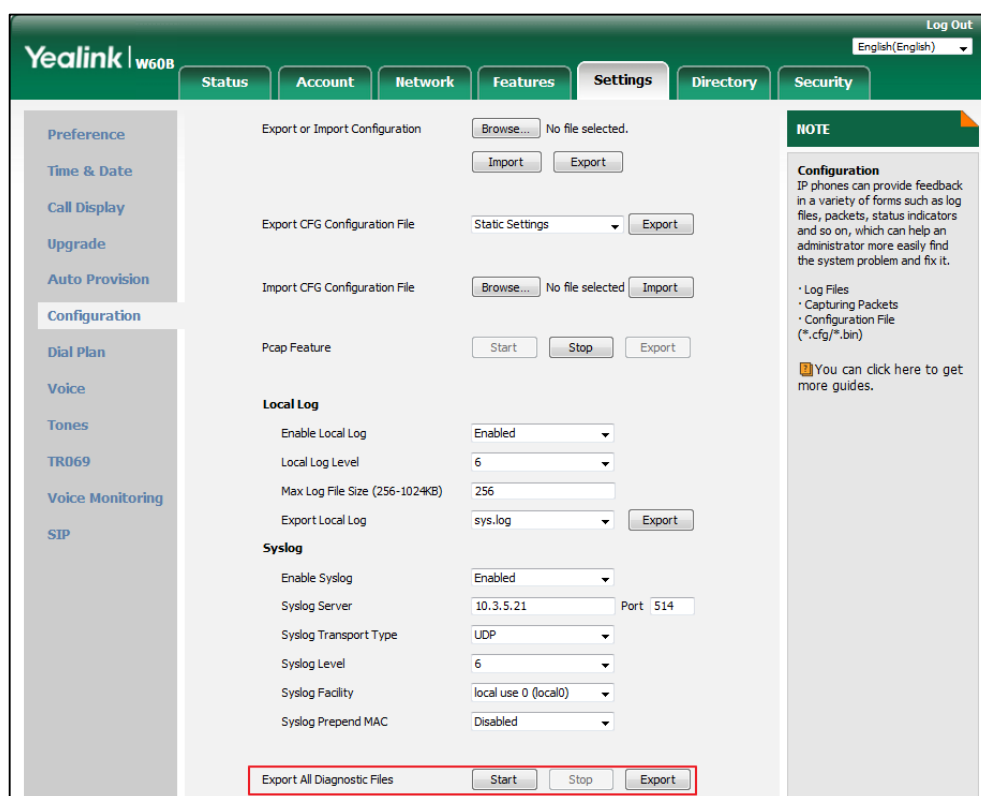 Log Out
Yealink | W60B
English(English)
Status Account Network Features Settings Directory Security
Preference
Time & Date
Call Display
Upgrade
Auto Provision
Configuration
Dial Plan
Voice
Tones
TR069
Voice Monitoring
SIP
Export or Import Configuration Browse... No file selected.
Import Export
Export CFG Configuration File Static Settings Export
Import CFG Configuration File Browse... No file selected Import
Pcap Feature Start Stop Export
Local Log
Enable Local Log Enabled
Local Log Level 6
Max Log File Size (256-1024KB) 256
Export Local Log sys.log Export
Syslog
Enable Syslog Enabled
Syslog Server 10.3.5.21 Port 514
Syslog Transport Type UDP
Syslog Level 6
Syslog Facility local use 0 (local0)
Syslog Prepend MAC Disabled
Export All Diagnostic Files Start Stop Export
NOTE
Configuration
IP phones can provide feedback
in a variety of forms such as log
files, packets, status indicators
and so on, which can help an
administrator more easily find
the system problem and fix it.
· Log Files
· Capturing Packets
· Configuration File
(*.cfg/*.bin)
You can click here to get
more guides.